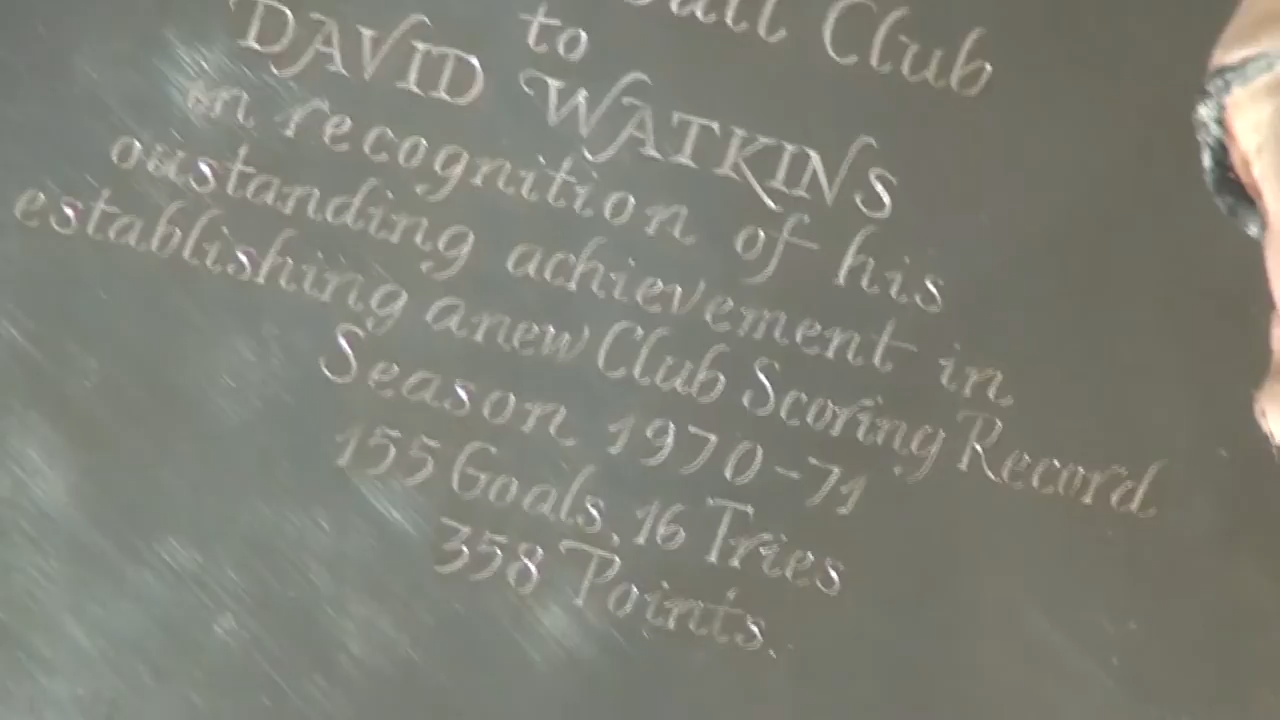 Club
to
DAVID WATKINS
in recognition of his
oustanding achievement in
establishing a new Club Scoring Record
Season 1970-71
155 Goals, 16 Tries
358 Points.